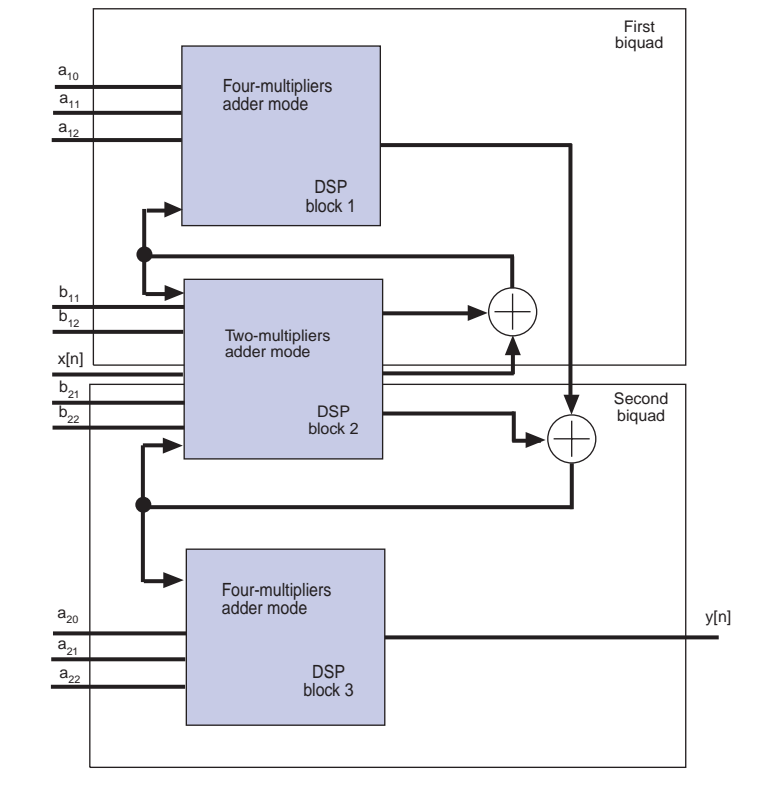 First
biquad
a10
a11
a12
Four-multipliers
adder mode
DSP
block 1
b11
b12
x[n]
b21
b22
Two-multipliers
adder mode
DSP
block 2
Second
biquad
Four-multipliers
adder mode
DSP
block 3
a20
a21
a22
y[n]